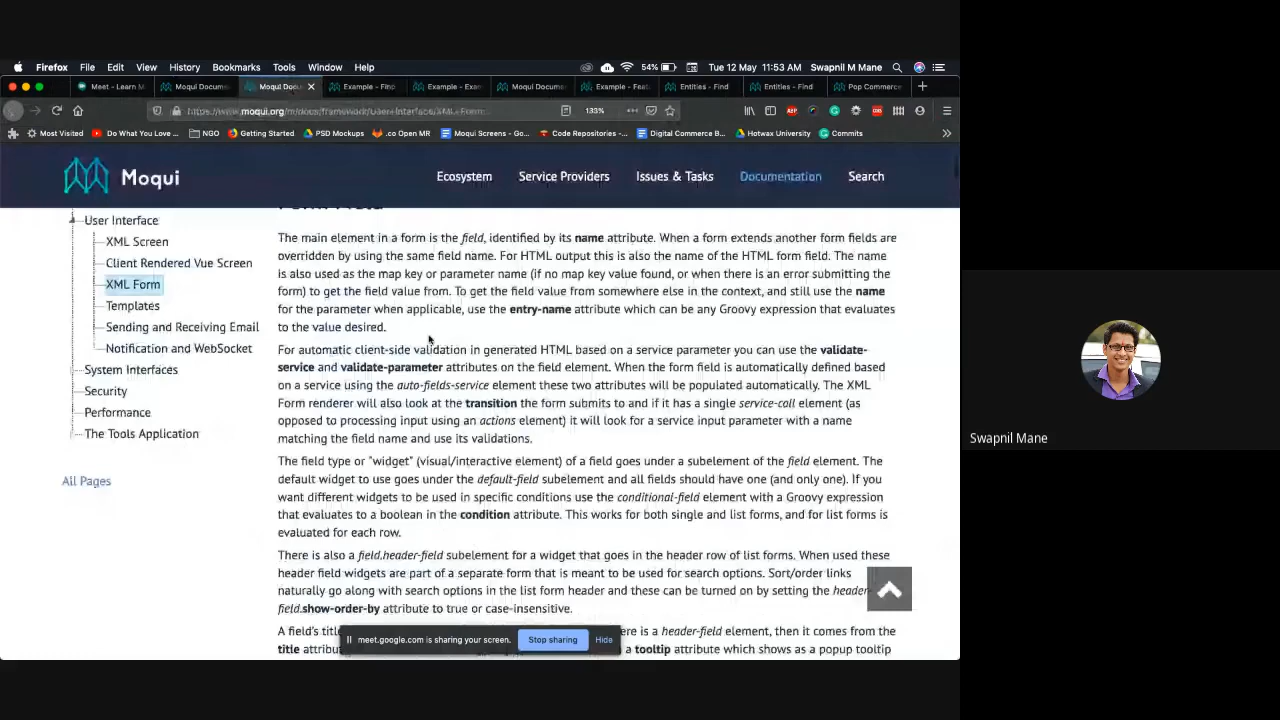 Firefox File Edit View History Bookmarks Tools Window Help 54% Tue 12 May 11:53 AM Swapnil M Mane
Meet - Learn M Moqui Docume Moqui Docu Example - Find Example - Exam Moqui Docume Example - Feat Entities - Find Entities - Find Pop Commerce
https://www.moqui.org/m/docs/framework/User+Interface/XML+Form 133%
Most Visited Do What You Love ... NGO Getting Started PSD Mockups .co Open MR Moqui Screens - Go... Code Repositories -... Digital Commerce B... Hotwax University Commits
Moqui
Ecosystem Service Providers Issues & Tasks Documentation Search
User Interface
XML Screen
Client Rendered Vue Screen
XML Form
Templates
Sending and Receiving Email
Notification and WebSocket
System Interfaces
Security
Performance
The Tools Application
All Pages
The main element in a form is the field, identified by its name attribute. When a form extends another form fields are
overridden by using the same field name. For HTML output this is also the name of the HTML form field. The name
is also used as the map key or parameter name (if no map key value found, or when there is an error submitting the
form) to get the field value from. To get the field value from somewhere else in the context, and still use the name
for the parameter when applicable, use the entry-name attribute which can be any Groovy expression that evaluates
to the value desired.
For automatic client-side validation in generated HTML based on a service parameter you can use the validate-
service and validate-parameter attributes on the field element. When the form field is automatically defined based
on a service using the auto-fields-service element these two attributes will be populated automatically. The XML
Form renderer will also look at the transition the form submits to and if it has a single service-call element (as
opposed to processing input using an actions element) it will look for a service input parameter with a name
matching the field name and use its validations.
The field type or "widget" (visual/interactive element) of a field goes under a subelement of the field element. The
default widget to use goes under the default-field subelement and all fields should have one (and only one). If you
want different widgets to be used in specific conditions use the conditional-field element with a Groovy expression
that evaluates to a boolean in the condition attribute. This works for both single and list forms, and for list forms is
evaluated for each row.
There is also a field.header-field subelement for a widget that goes in the header row of list forms. When used these
header field widgets are part of a separate form that is meant to be used for search options. Sort/order links
naturally go along with search options in the list form header and these can be turned on by setting the header-
field.show-order-by attribute to true or case-insensitive.
A field's titl ere is a header-field element, then it comes from the
title attribu a tooltip attribute which shows as a popup tooltip
meet.google.com is sharing your screen. Stop sharing Hide
Swapnil Mane